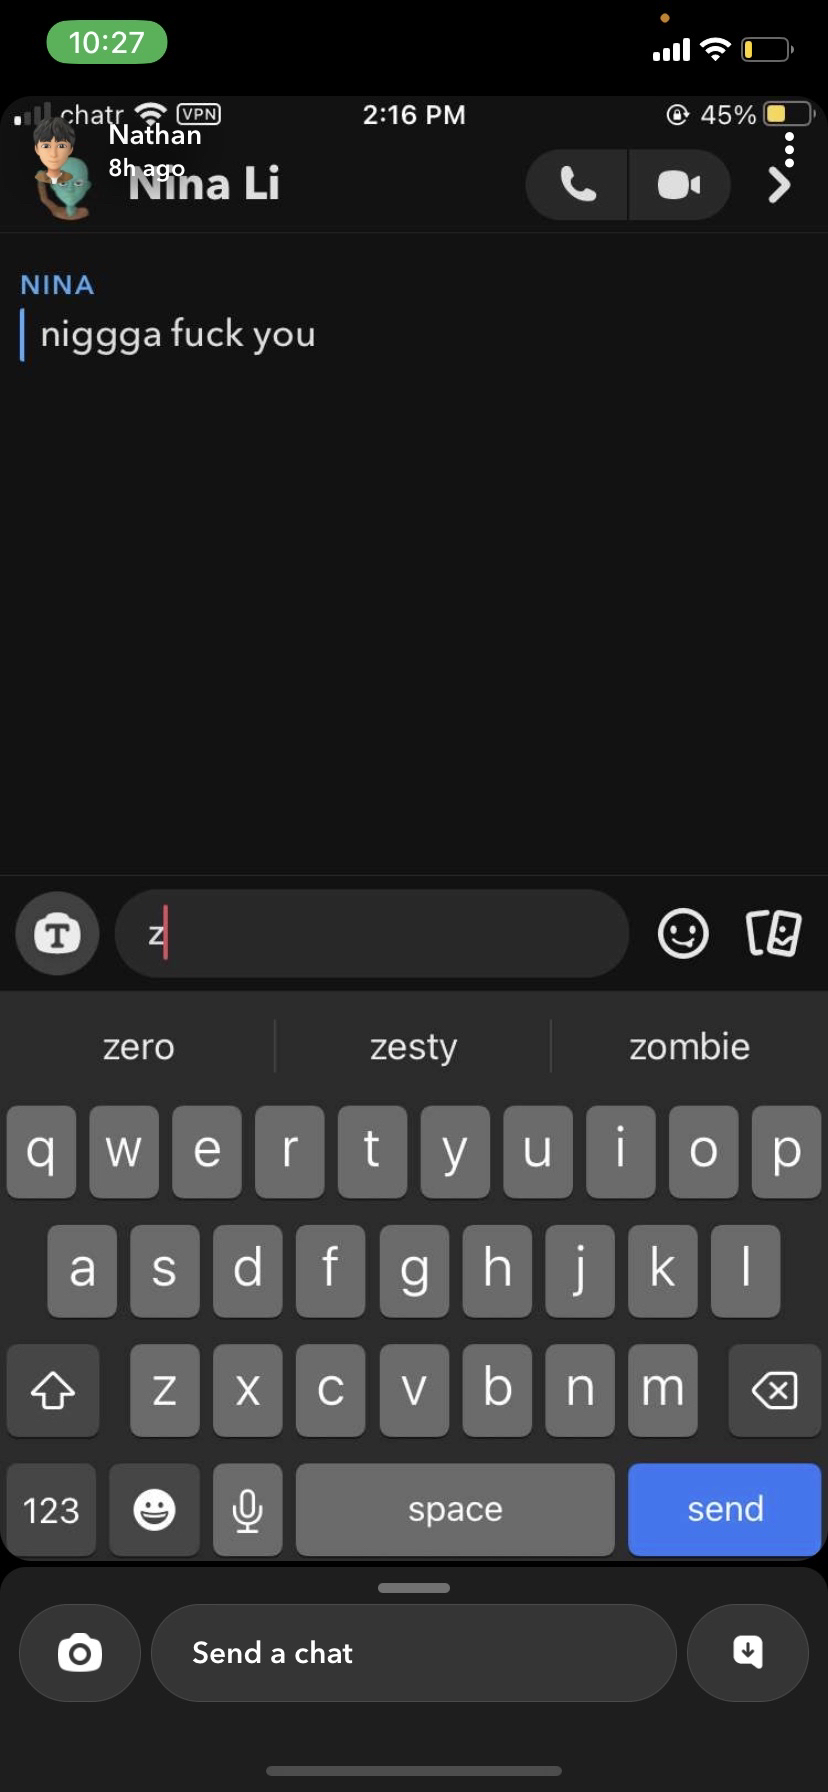 10:27
chatr VPN 2:16 PM 45%
Nathan
8h ago
Nina Li
NINA
niggga fuck you
T z
zero zesty zombie
q w e r t y u i o p
a s d f g h j k l
z x c v b n m
123 space send
Send a chat